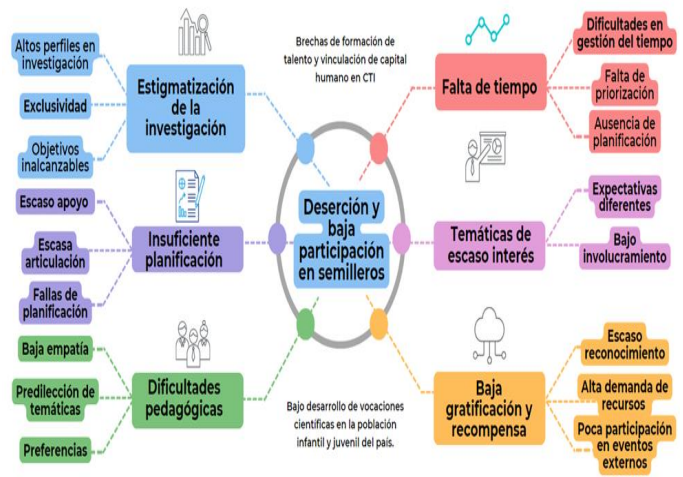 Altos perfiles en
investigación
Exclusividad
Objetivos
inalcanzables
Estigmatización
de la
investigación
Escaso apoyo
Escasa
articulación
Fallas de
planificación
Insuficiente
planificación
Baja empatía
Predilección de
temáticas
Preferencias
Dificultades
pedagógicas
Brechas de formación de
talento y vinculación de capital
humano en CTI
Deserción y
baja
participación
en semilleros
Bajo desarrollo de vocaciones
científicas en la población
infantil y juvenil del país.
Falta de tiempo
Dificultades en
gestión del tiempo
Falta de
priorización
Ausencia de
planificación
Temáticas de
escaso interés
Expectativas
diferentes
Bajo
involucramiento
Baja
gratificación y
recompensa
Escaso
reconocimiento
Alta demanda de
recursos
Poca participación
en eventos
externos